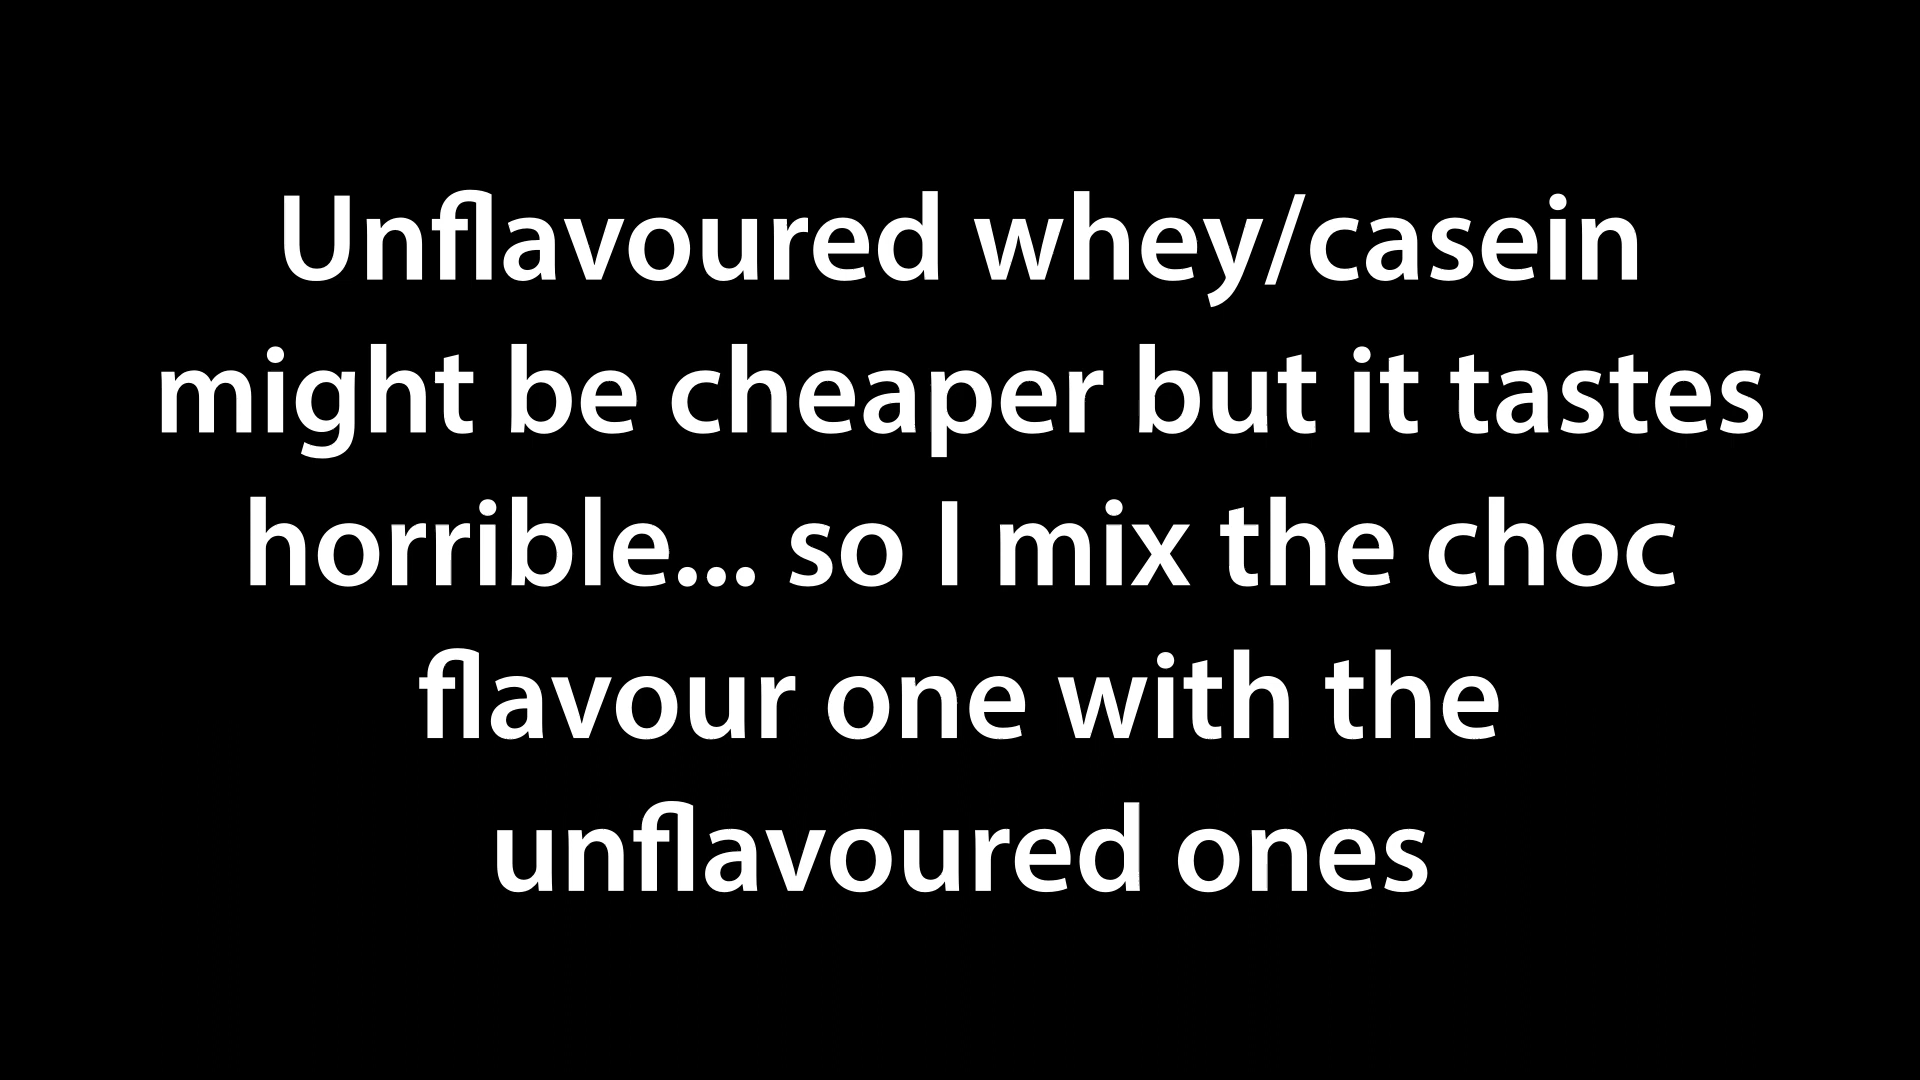 Unflavoured whey/casein
might be cheaper but it tastes
horrible... so I mix the choc
flavour one with the
unflavoured ones